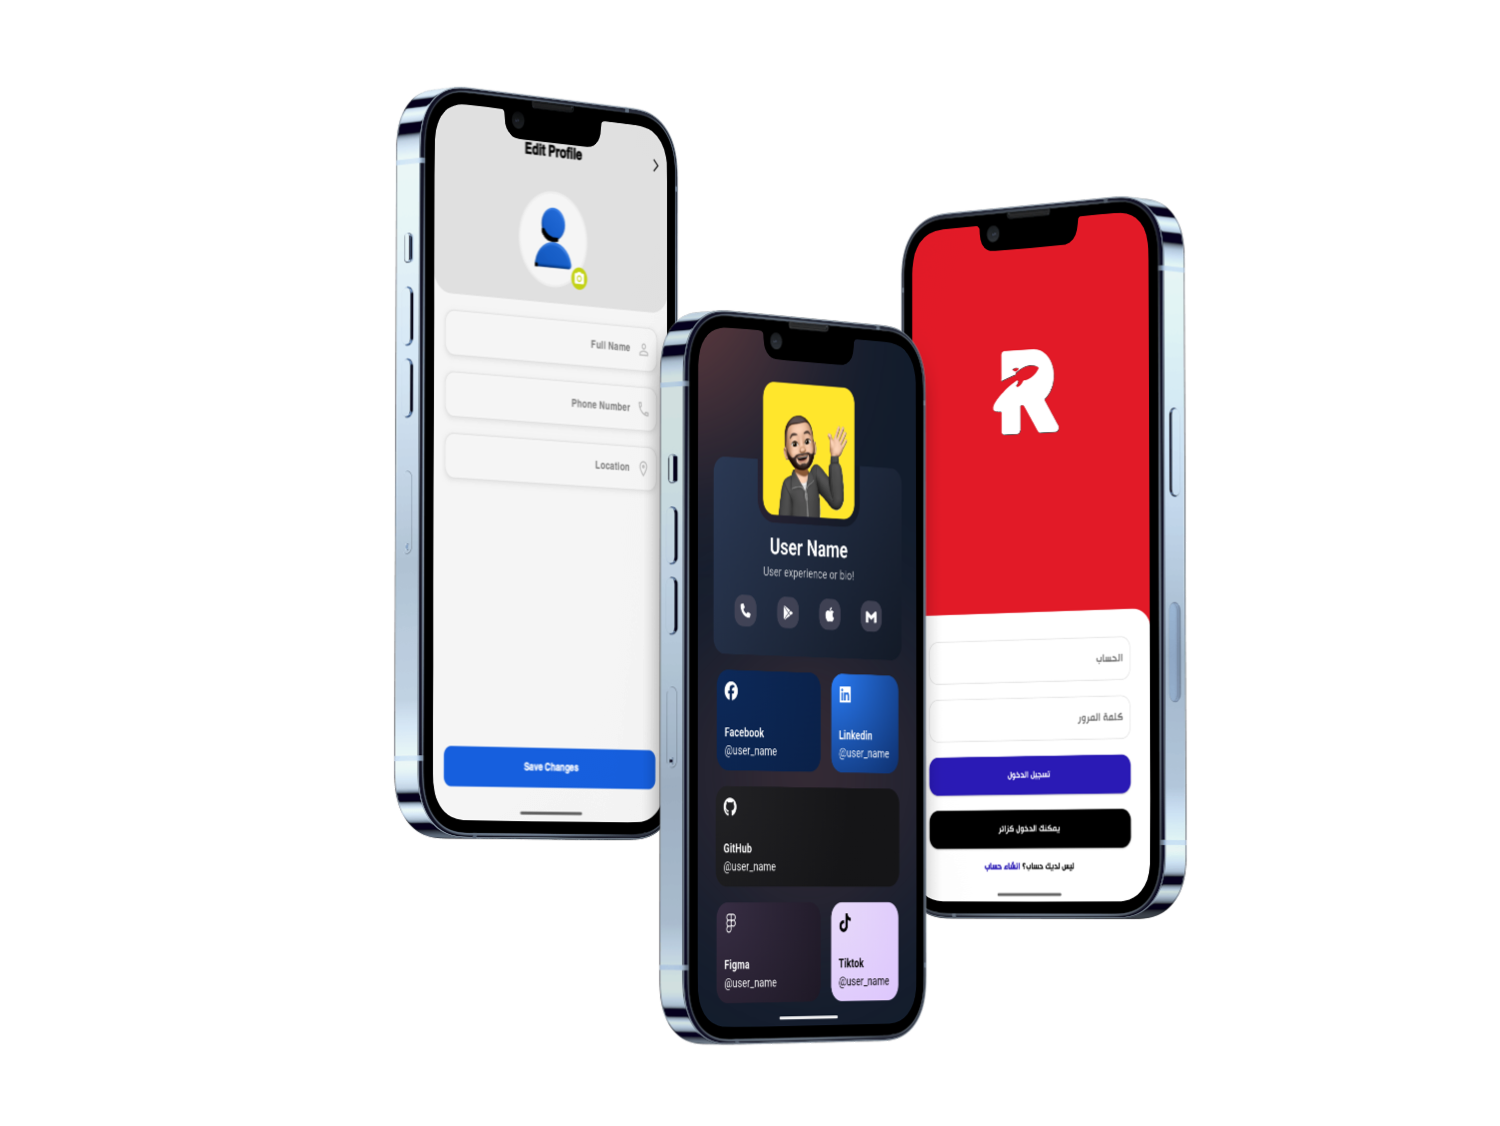 Edit Profile
Full Name
Phone Number
Location
Save Changes
User Name
User experience or bio!
Facebook
@user_name
Linkedin
@user_name
GitHub
@user_name
Figma
@user_name
Tiktok
@user_name
R
الحساب
كلمة المرور
تسجيل الدخول
يمكنك الدخول كزائر
ليس لديك حساب؟ انشاء حساب